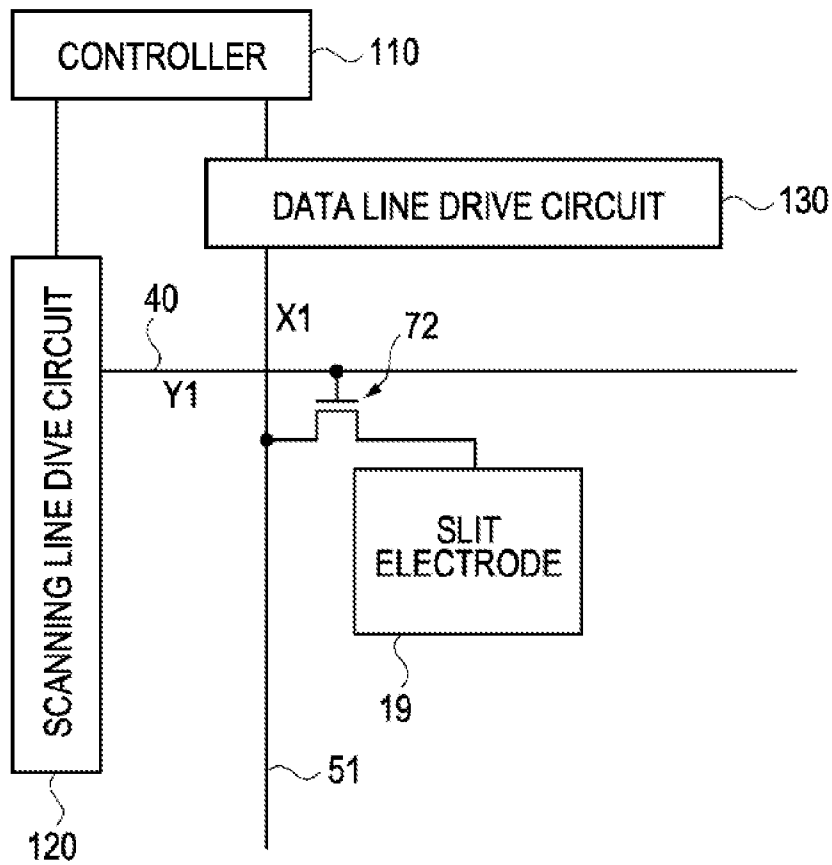 CONTROLLER
110
DATA LINE DRIVE CIRCUIT
130
SCANNING LINE DIVE CIRCUIT
40
X1
72
Y1
SLIT
ELECTRODE
19
51
120